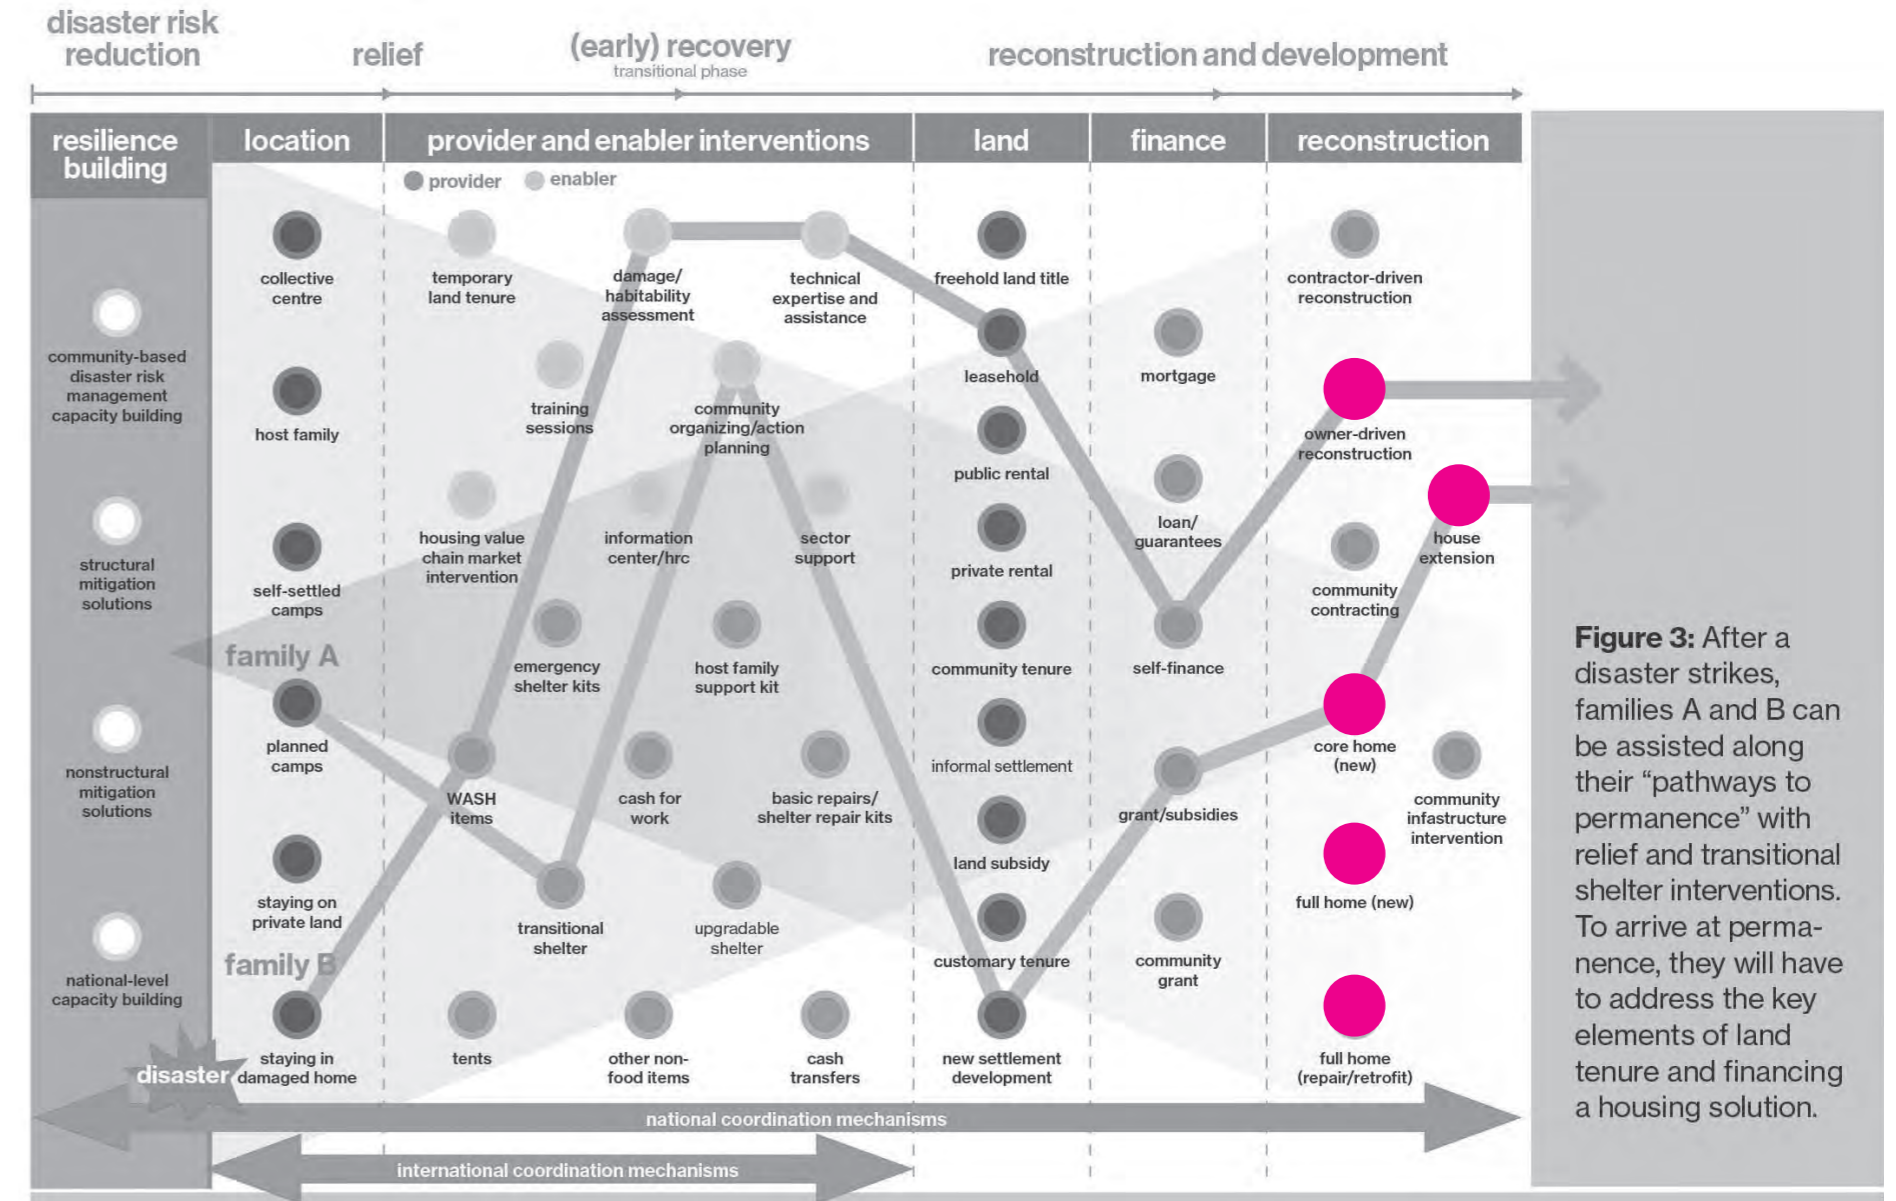 disaster risk
reduction
relief
(early) recovery
transitional phase
reconstruction and development
resilience
building
location
provider and enabler interventions
land
finance
reconstruction
provider
enabler
community-based
disaster risk
management
capacity building
structural
mitigation
solutions
nonstructural
mitigation
solutions
national-level
capacity building
collective
centre
host family
self-settled
camps
family A
planned
camps
staying on
private land
family B
staying in
damaged home
disaster
temporary
land tenure
damage/
habitability
assessment
technical
expertise and
assistance
training
sessions
community
organizing/action
planning
housing value
chain market
intervention
information
center/hrc
sector
support
emergency
shelter kits
host family
support kit
WASH
items
cash for
work
basic repairs/
shelter repair kits
transitional
shelter
upgradable
shelter
tents
other non-
food items
cash
transfers
freehold land title
leasehold
public rental
private rental
community tenure
informal settlement
land subsidy
customary tenure
new settlement
development
mortgage
loan/
guarantees
self-finance
grant/subsidies
community
grant
contractor-driven
reconstruction
owner-driven
reconstruction
house
extension
community
contracting
core home
(new)
community
infastructure
intervention
full home (new)
full home
(repair/retrofit)
national coordination mechanisms
international coordination mechanisms
Figure 3: After a
disaster strikes,
families A and B can
be assisted along
their “pathways to
permanence” with
relief and transitional
shelter interventions.
To arrive at perma-
nence, they will have
to address the key
elements of land
tenure and financing
a housing solution.